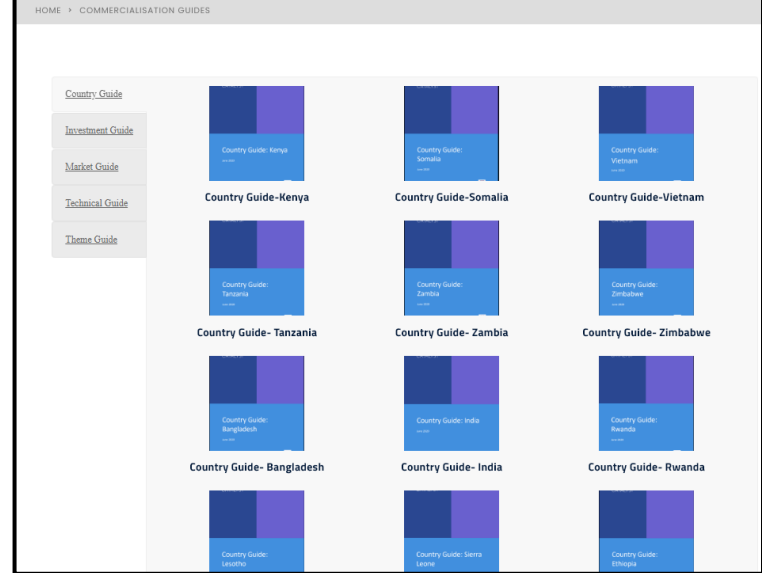 HOME > COMMERCIALISATION GUIDES
Country Guide
Investment Guide
Market Guide
Technical Guide
Theme Guide
Country Guide: Kenya
Country Guide-Kenya
Country Guide:
Somalia
Country Guide-Somalia
Country Guide:
Vietnam
Country Guide-Vietnam
Country Guide:
Tanzania
Country Guide- Tanzania
Country Guide:
Zambia
Country Guide- Zambia
Country Guide:
Zimbabwe
Country Guide- Zimbabwe
Country Guide:
Bangladesh
Country Guide- Bangladesh
Country Guide: India
Country Guide- India
Country Guide:
Rwanda
Country Guide- Rwanda
Country Guide:
Lesotho
Country Guide: Sierra
Leone
Country Guide:
Ethiopia